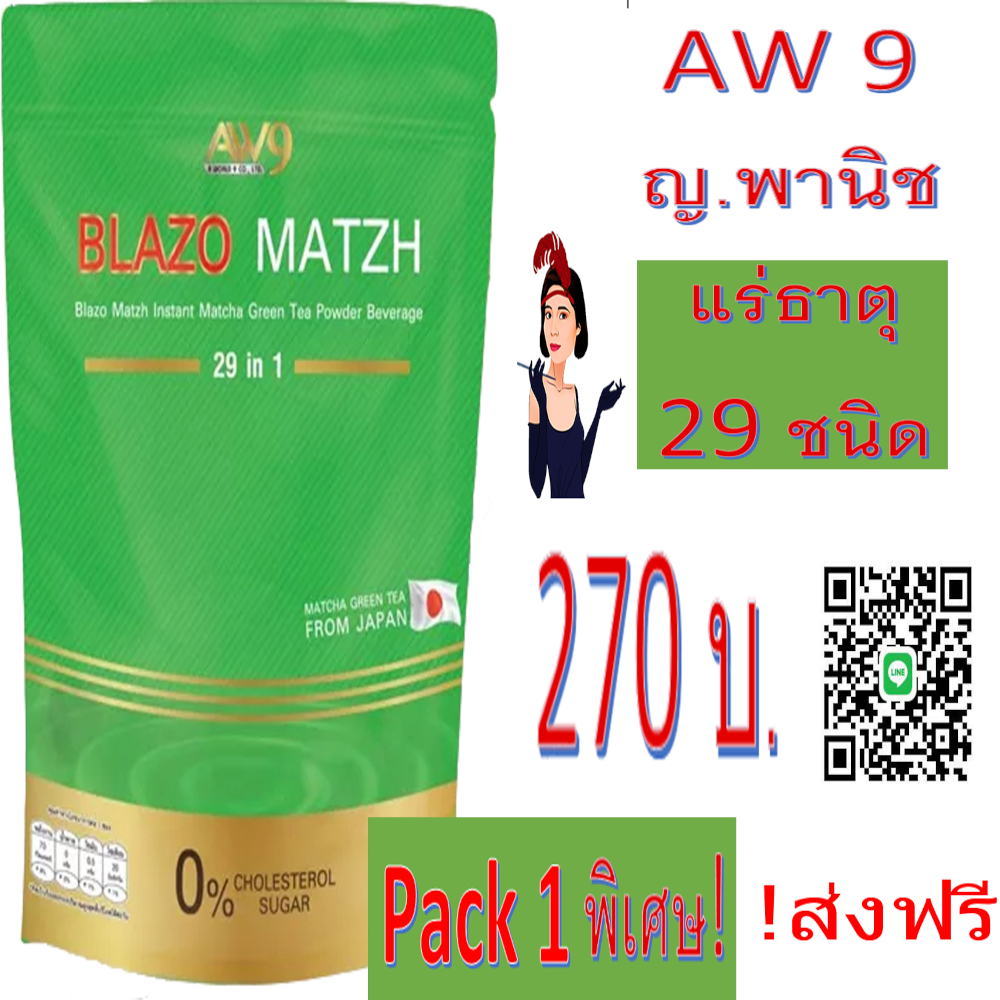 AW9
BLAZO MATZH
Blazo Matzh Instant Matcha Green Tea Powder Beverage
29 in 1
MATCHA GREEN TEA
FROM JAPAN
0% CHOLESTEROL
SUGAR
AW 9
ญ.พานิช
แร่ธาตุ
29 ชนิด
270 บ.
LINE
Pack 1 พิเศษ!
!ส่งฟรี